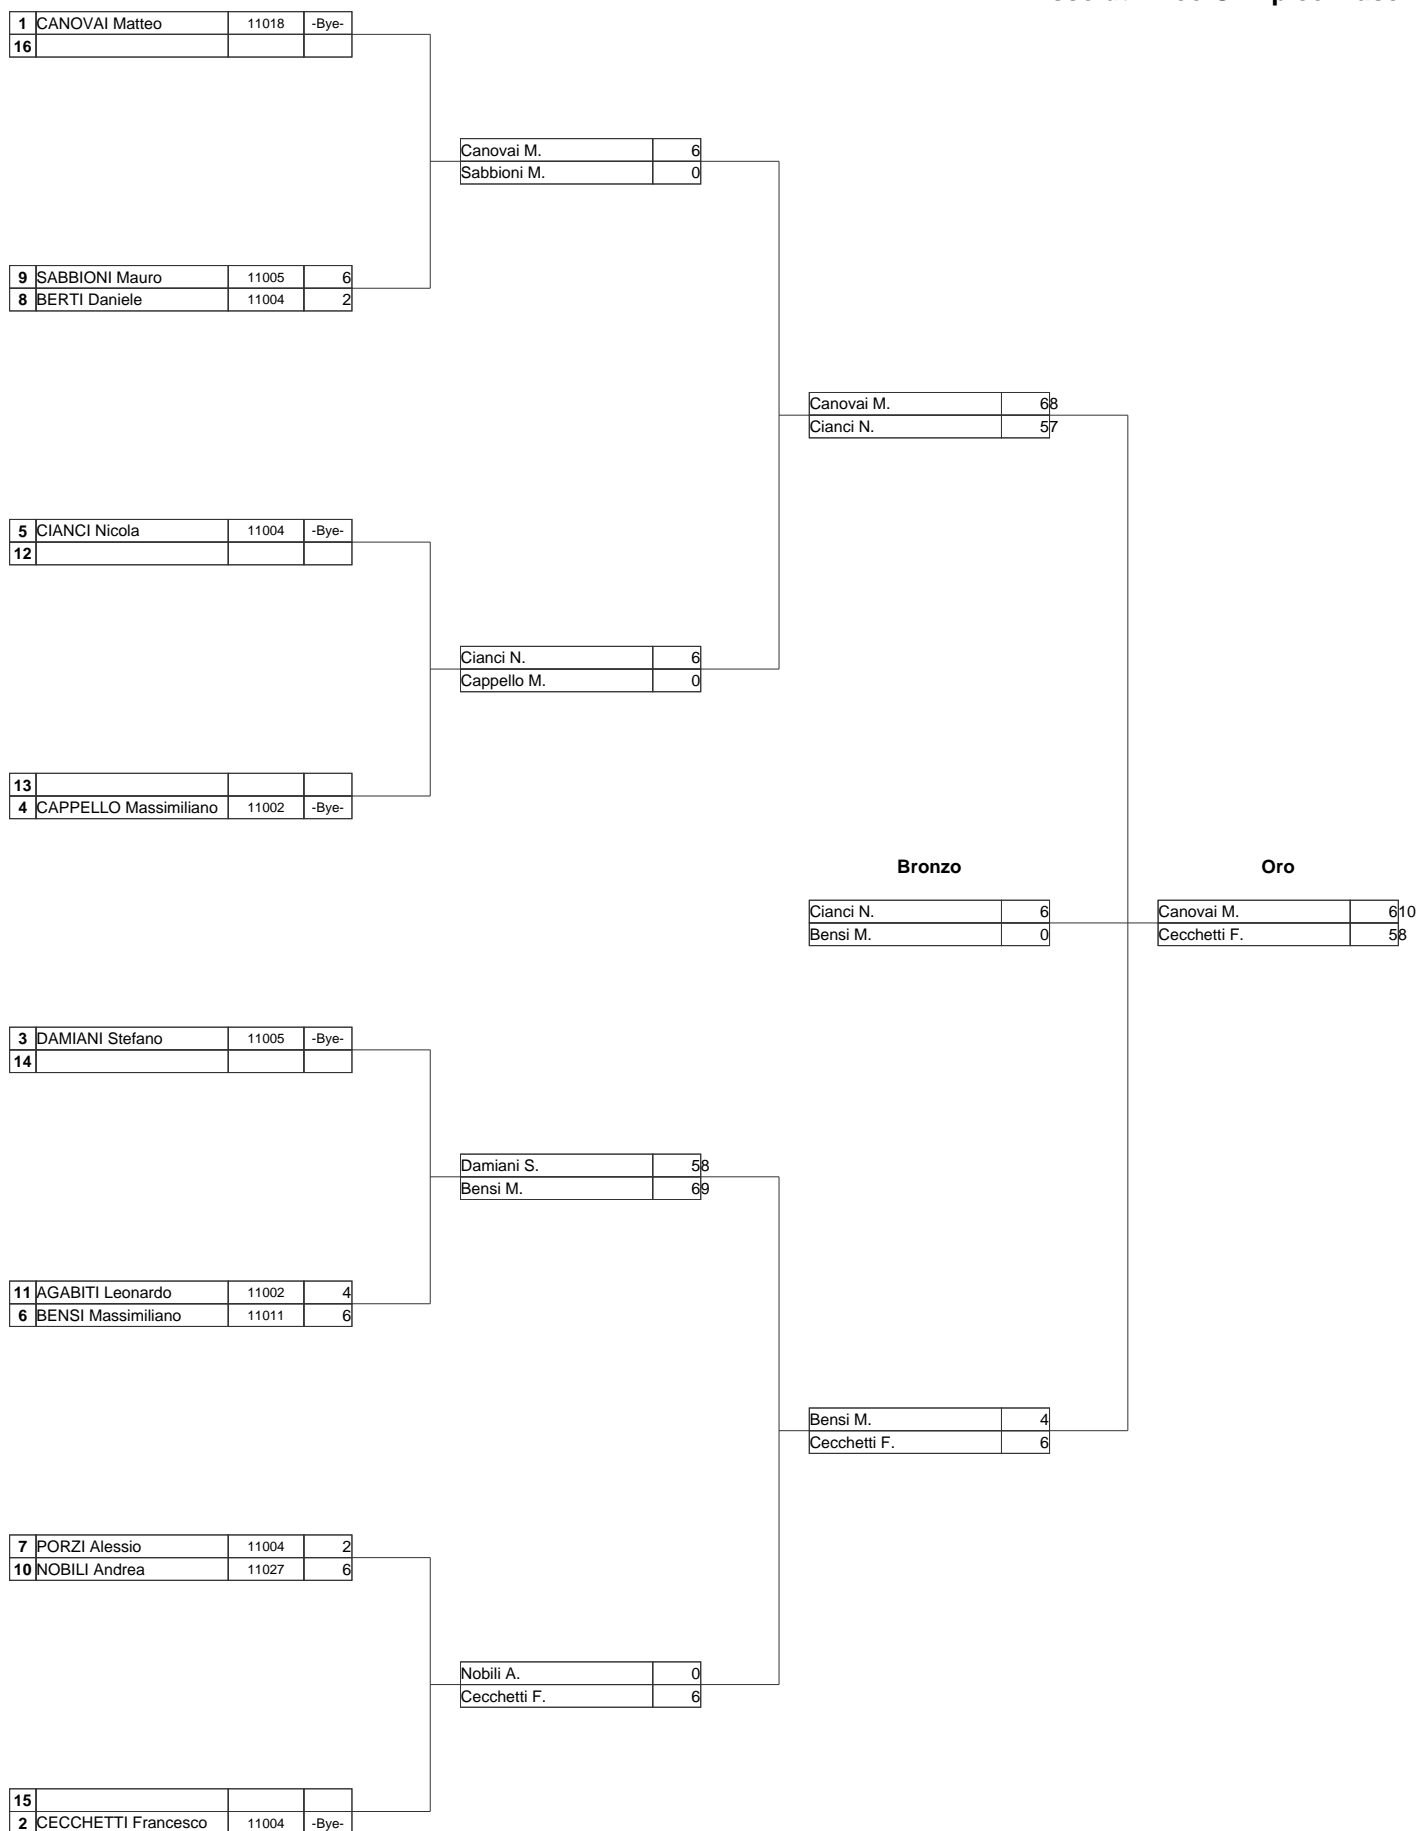 1 CANOVAI Matteo 11018 -Bye-
16
Canovai M. 6
Sabbioni M. 0
9 SABBIONI Mauro 11005 6
8 BERTI Daniele 11004 2
Canovai M. 68
Cianci N. 57
5 CIANCI Nicola 11004 -Bye-
12
Cianci N. 6
Cappello M. 0
13
4 CAPPELLO Massimiliano 11002 -Bye-
Bronzo Oro
Cianci N. 6 Canovai M. 610
Bensi M. 0 Cecchetti F. 58
3 DAMIANI Stefano 11005 -Bye-
14
Damiani S. 58
Bensi M. 69
11 AGABITI Leonardo 11002 4
6 BENSI Massimiliano 11011 6
Bensi M. 4
Cecchetti F. 6
7 PORZI Alessio 11004 2
10 NOBILI Andrea 11027 6
Nobili A. 0
Cecchetti F. 6
15
2 CECCHETTI Francesco 11004 -Bye-